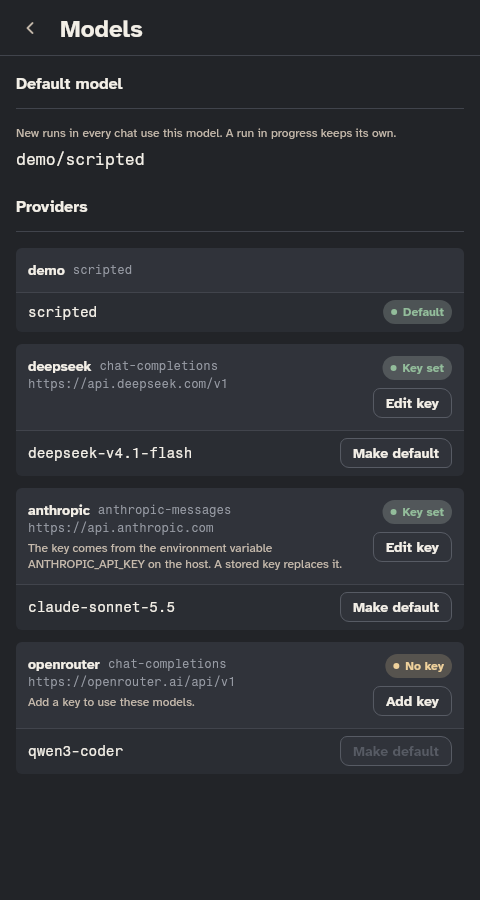 Models
Default model
New runs in every chat use this model. A run in progress keeps its own.
demo/scripted
Providers
demo scripted
scripted Default
deepseek chat-completions Key set
https://api.deepseek.com/v1
Edit key
deepseek-v4.1-flash Make default
anthropic anthropic-messages Key set
https://api.anthropic.com
Edit key
The key comes from the environment variable
ANTHROPIC_API_KEY on the host. A stored key replaces it.
claude-sonnet-5.5 Make default
openrouter chat-completions No key
https://openrouter.ai/api/v1
Add a key to use these models. Add key
qwen3-coder Make default